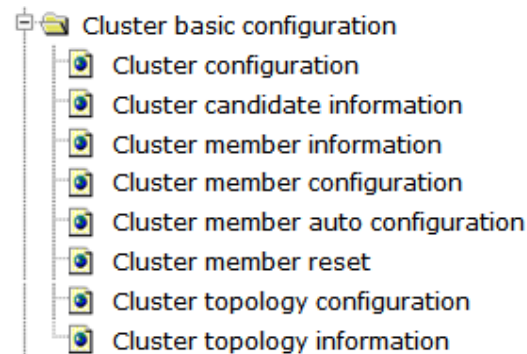 Cluster basic configuration
Cluster configuration
Cluster candidate information
Cluster member information
Cluster member configuration
Cluster member auto configuration
Cluster member reset
Cluster topology configuration
Cluster topology information